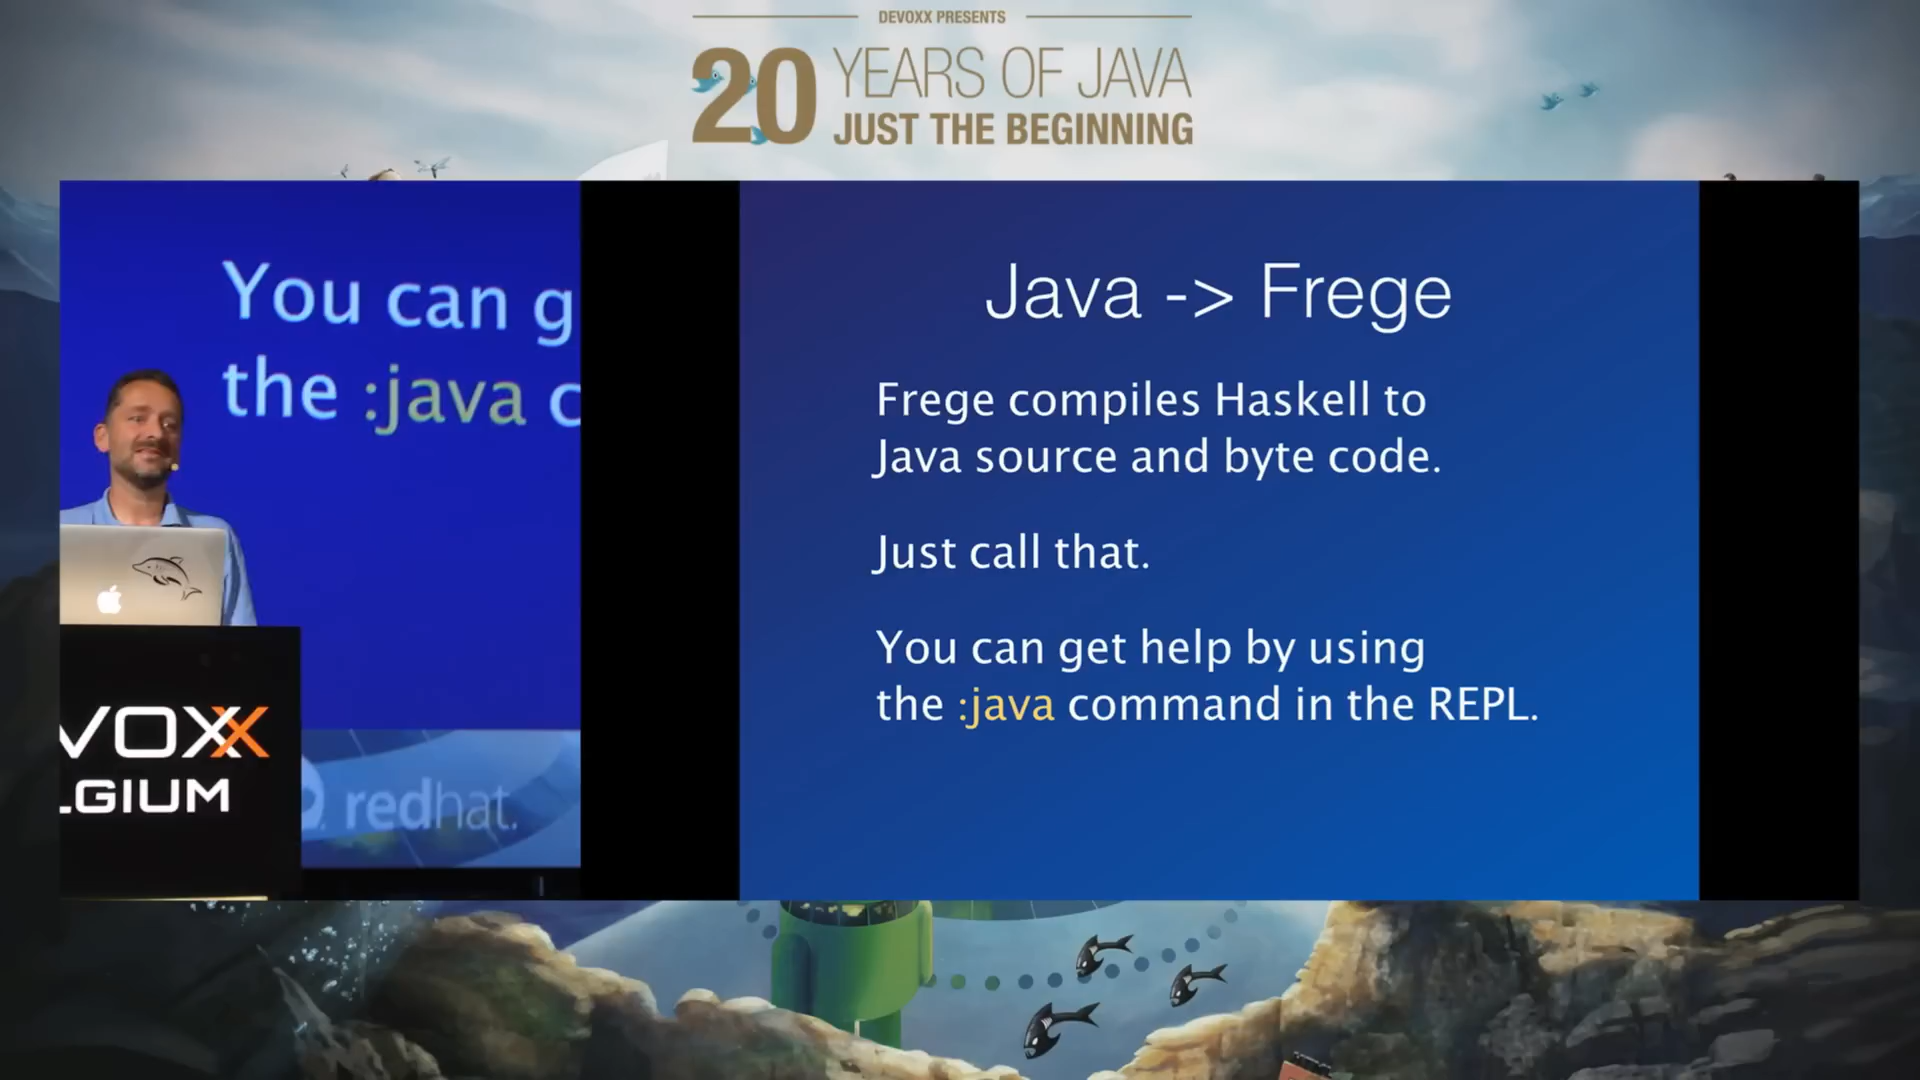 DEVOXX PRESENTS
20 YEARS OF JAVA
JUST THE BEGINNING
You can g
the :java c
VOXX
LGIUM
redhat.
Java -> Frege
Frege compiles Haskell to
Java source and byte code.
Just call that.
You can get help by using
the :java command in the REPL.